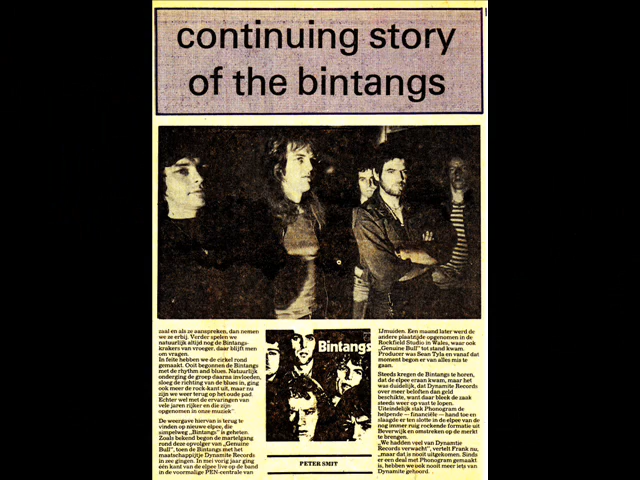 continuing story
of the bintangs
zaal en als ze aanspreken, dan nemen
we ze erbij. Verder spelen we
natuurlijk altijd nog de Bintangs-
krakers van vroeger, daar blijft men
om vragen.
In feite hebben we de cirkel rond
gemaakt. Ooit begonnen de Bintangs
met de rhythm and blues. Natuurlijk
onderging de groep daarna invloeden,
sloeg de richting van de blues in, ging
ook meer de rock-kant uit, maar nu
zijn we weer terug op het oude pad.
Echter wel met de ervaringen van
vele jaren rijker en die zijn
opgenomen in onze muziek"
De weergave hiervan is terug te
vinden op nieuwe elpee, die
simpelweg „Bintangs" is geheten.
Zoals bekend begon de martelgang
rond deze opvolger van „Genuine
Bull", toen de Bintangs met het
maatschappijtje Dynamite Records
in zee gingen. In mei vorig jaar ging
één kant van de elpee live op de band
in de voormalige PEN-centrale van
Bintangs
PETER SMIT
IJmuiden. Een maand later werd de
andere plaatzijde opgenomen in de
Rockfield Studio in Wales, waar ook
„Genuine Bull" tot stand kwam.
Producer was Sean Tyla en vanaf dat
moment begon er van alles mis te
gaan.
Steeds kregen de Bintangs te horen,
dat de elpee eraan kwam, maar het
was duidelijk, dat Dynamite Records
over meer beloften dan geld
beschikte, want daar bleek de zaak
steeds weer op vast te lopen.
Uiteindelijk stak Phonogram de
helpende — financiële — hand toe en
slaagde er ten slotte in de elpee van de
nog immer ruig rockende formatie uit
Beverwijk en omstreken op de markt
te brengen.
„We hadden veel van Dynamtie
Records verwacht", vertelt Frank nu,
„maar dat is nooit uitgekomen. Sinds
er een deal met Phonogram gemaakt
is, hebben we ook nooit meer iets van
Dynamite gehoord.